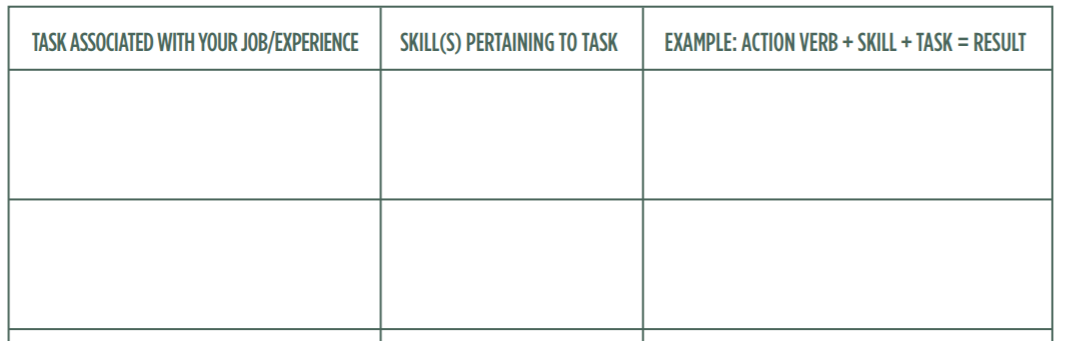 TASK ASSOCIATED WITH YOUR JOB/EXPERIENCE
SKILL(S) PERTAINING TO TASK
EXAMPLE: ACTION VERB + SKILL + TASK = RESULT